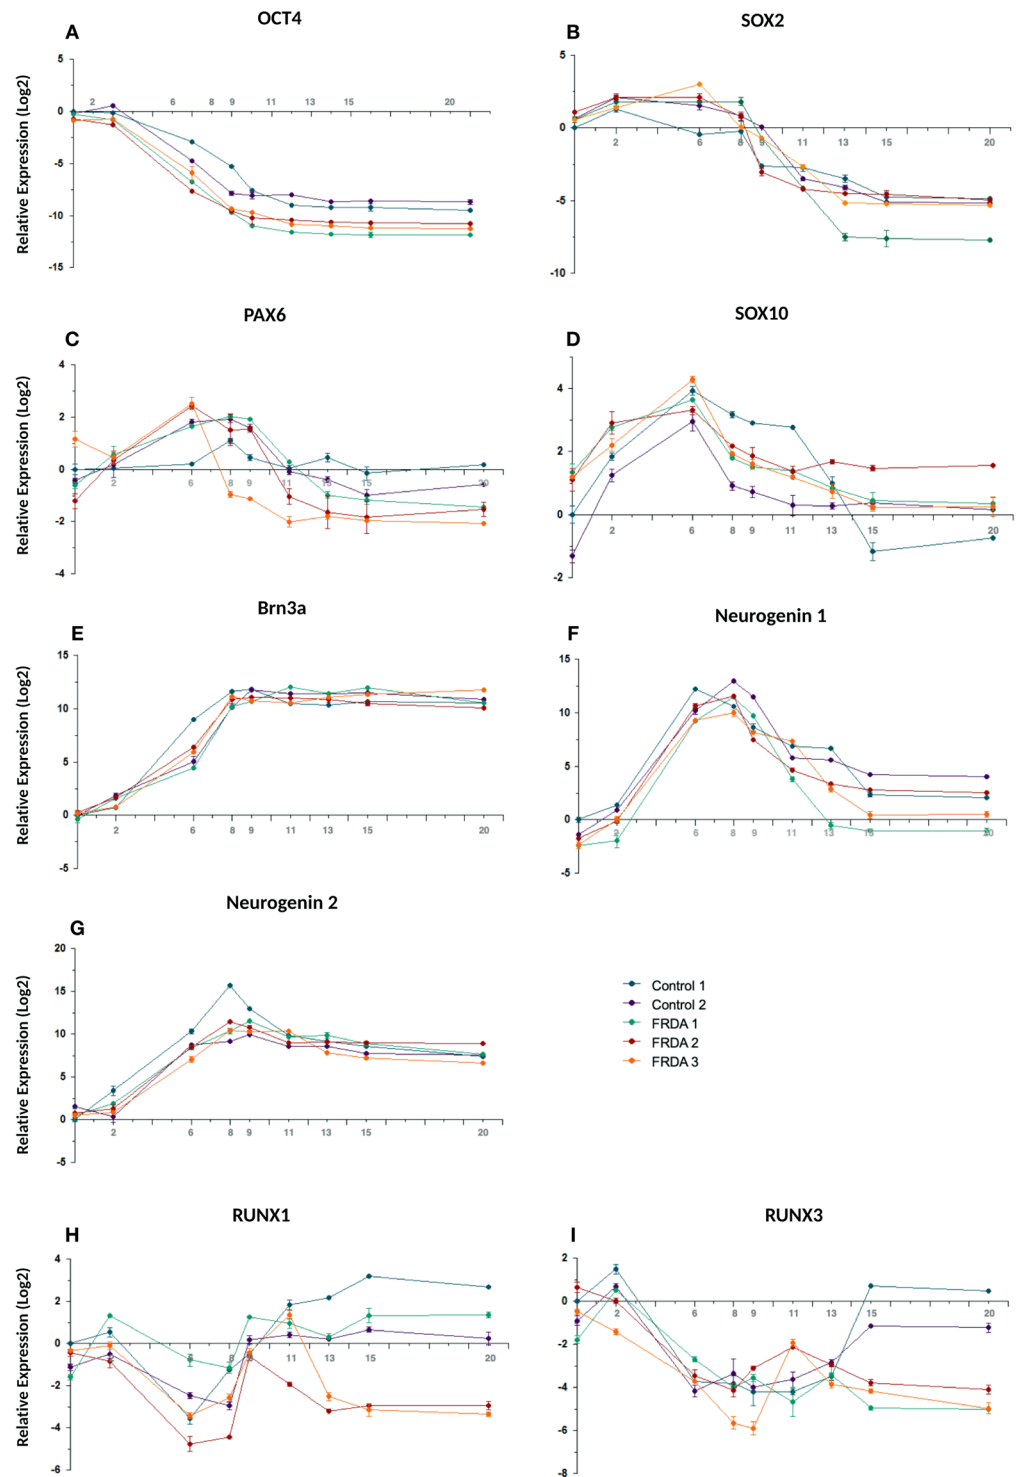 OCT4
A
Relative Expression (Log2)
5
0
-5
-10
-15
2 6 8 9 11 13 15 20
SOX2
B
5
0
-5
-10
2 6 8 9 11 13 15 20
PAX6
C
Relative Expression (Log2)
4
2
0
-2
-4
2 6 8 9 11 13 15 20
SOX10
D
4
2
0
-2
2 6 8 9 11 13 15 20
Brn3a
E
Relative Expression (Log2)
15
10
5
0
-5
2 6 8 9 11 13 15 20
Neurogenin 1
F
15
10
5
0
-5
2 6 8 9 11 13 15 20
Neurogenin 2
G
Relative Expression (Log2)
20
15
10
5
0
-5
2 6 8 9 11 13 15 20
Control 1
Control 2
FRDA 1
FRDA 2
FRDA 3
RUNX1
H
Relative Expression (Log2)
4
2
0
-2
-4
-6
2 6 8 9 11 13 15 20
RUNX3
I
2
0
-2
-4
-6
-8
2 6 8 9 11 13 15 20